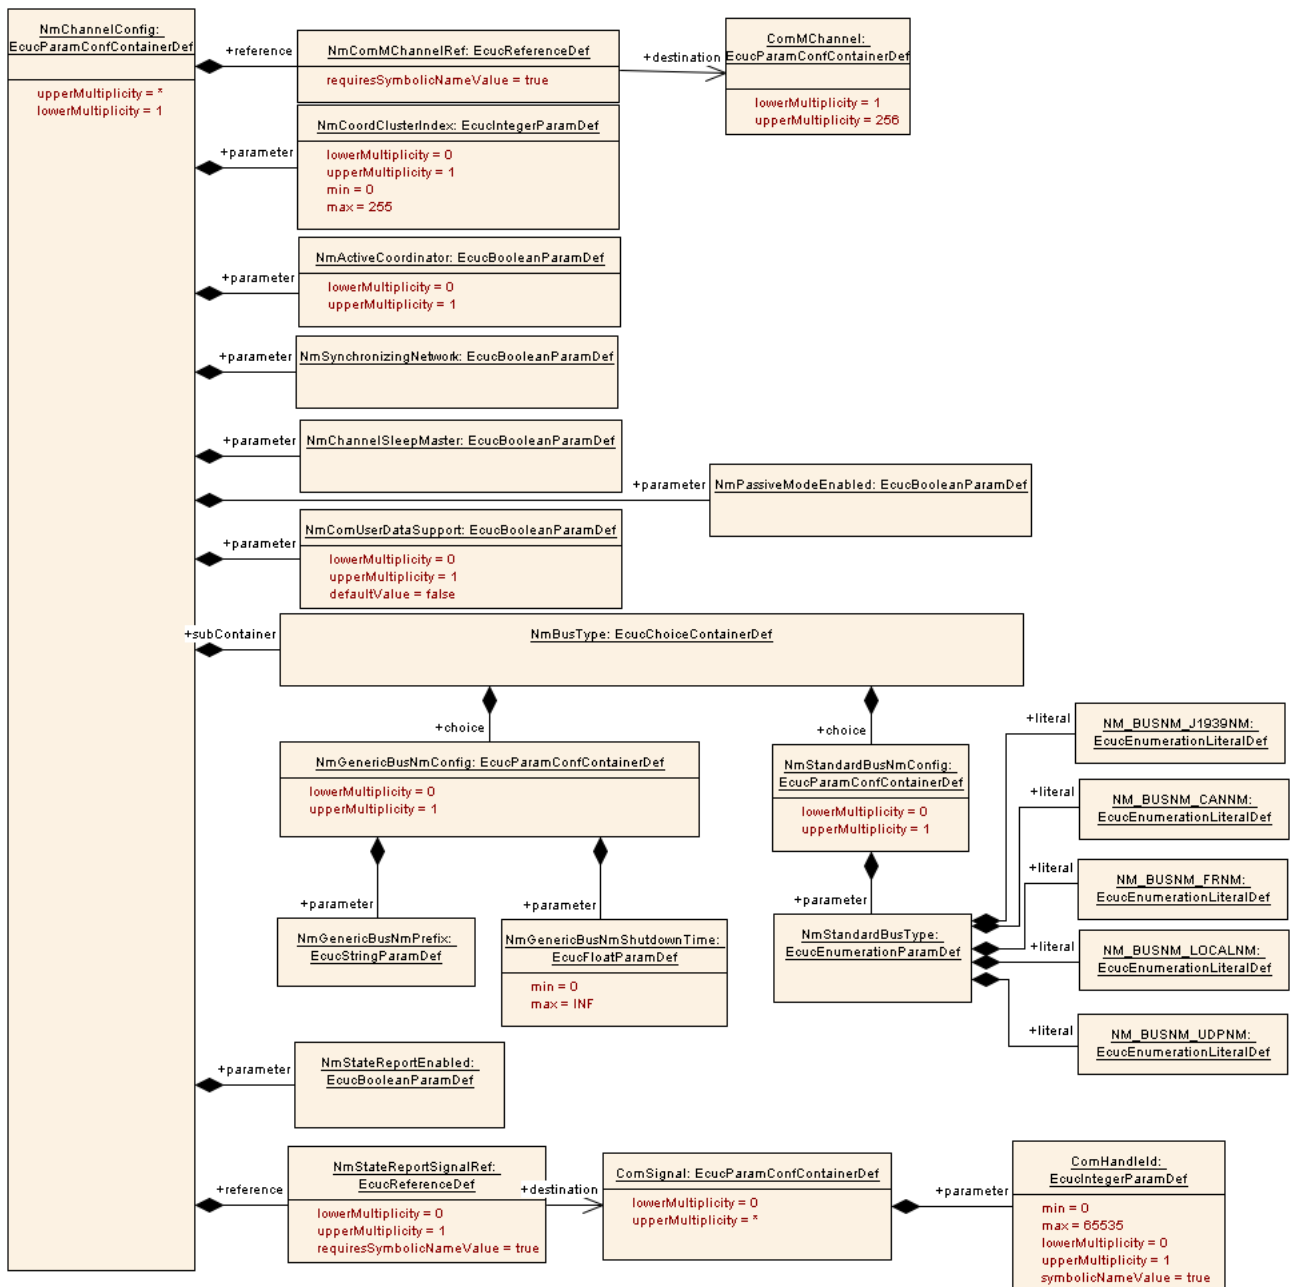 NmChannelConfig:
EcucParamConfContainerDef
upperMultiplicity = *
lowerMultiplicity = 1
+reference
NmComMChannelRef: EcucReferenceDef
requiresSymbolicNameValue = true
+destination
ComMChannel:
EcucParamConfContainerDef
lowerMultiplicity = 1
upperMultiplicity = 256
+parameter
NmCoordClusterIndex: EcucIntegerParamDef
lowerMultiplicity = 0
upperMultiplicity = 1
min = 0
max = 255
+parameter
NmActiveCoordinator: EcucBooleanParamDef
lowerMultiplicity = 0
upperMultiplicity = 1
+parameter
NmSynchronizingNetwork: EcucBooleanParamDef
+parameter
NmChannelSleepMaster: EcucBooleanParamDef
+parameter
NmPassiveModeEnabled: EcucBooleanParamDef
+parameter
NmComUserDataSupport: EcucBooleanParamDef
lowerMultiplicity = 0
upperMultiplicity = 1
defaultValue = false
+subContainer
NmBusType: EcucChoiceContainerDef
+choice
NmGenericBusNmConfig: EcucParamConfContainerDef
lowerMultiplicity = 0
upperMultiplicity = 1
+choice
NmStandardBusNmConfig:
EcucParamConfContainerDef
lowerMultiplicity = 0
upperMultiplicity = 1
+parameter
NmGenericBusNmPrefix:
EcucStringParamDef
+parameter
NmGenericBusNmShutdownTime:
EcucFloatParamDef
min = 0
max = INF
+parameter
NmStandardBusType:
EcucEnumerationParamDef
+literal
NM_BUSNM_J1939NM:
EcucEnumerationLiteralDef
+literal
NM_BUSNM_CANNM:
EcucEnumerationLiteralDef
+literal
NM_BUSNM_FRNM:
EcucEnumerationLiteralDef
+literal
NM_BUSNM_LOCALNM:
EcucEnumerationLiteralDef
+literal
NM_BUSNM_UDPNM:
EcucEnumerationLiteralDef
+parameter
NmStateReportEnabled:
EcucBooleanParamDef
+reference
NmStateReportSignalRef:
EcucReferenceDef
lowerMultiplicity = 0
upperMultiplicity = 1
requiresSymbolicNameValue = true
+destination
ComSignal: EcucParamConfContainerDef
lowerMultiplicity = 0
upperMultiplicity = *
+parameter
ComHandleId:
EcucIntegerParamDef
min = 0
max = 65535
lowerMultiplicity = 0
upperMultiplicity = 1
symbolicNameValue = true